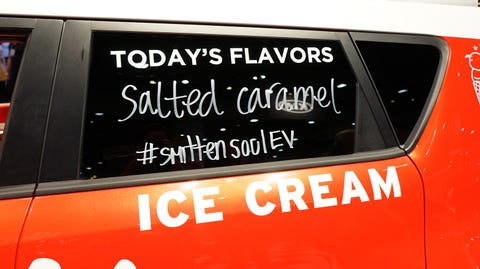 TODAY'S FLAVORS
Salted caramel
#smittensoulEV
ICE CREAM